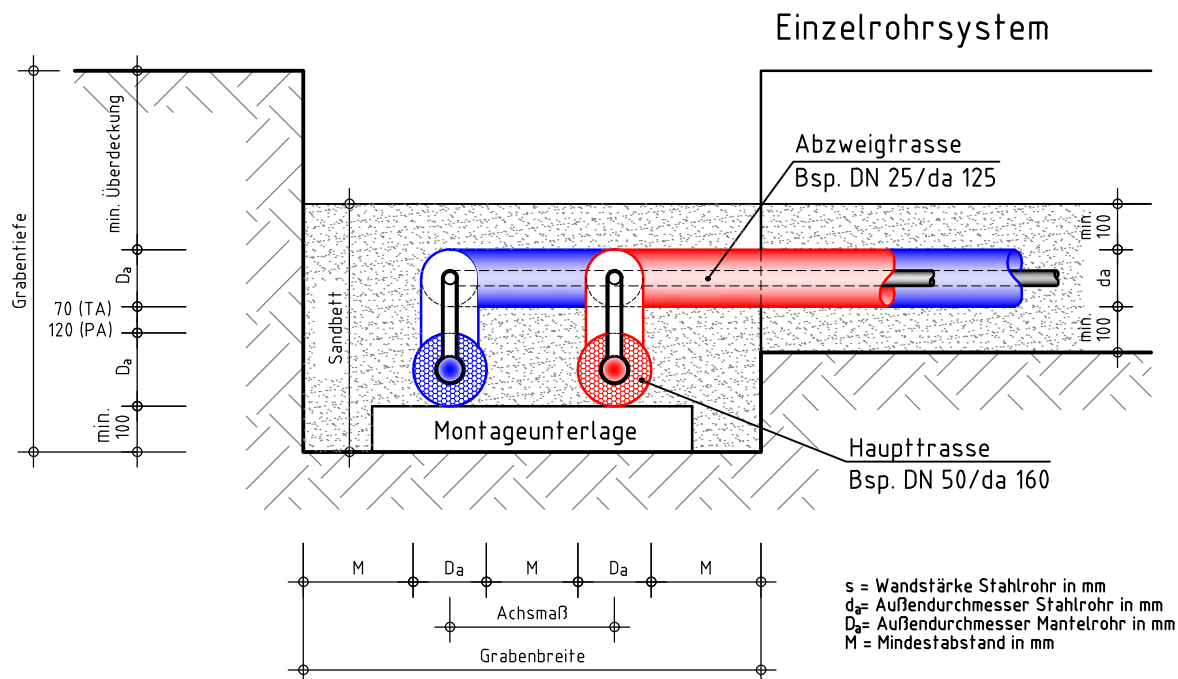 Einzelrohrsystem
Abzweigtrasse
Bsp. DN 25/da 125
Grabentiefe
min. Überdeckung
Da
70 (TA)
120 (PA)
Da
min.
100
Sandbett
min.
100
da
min.
100
Montageunterlage
Haupttrasse
Bsp. DN 50/da 160
M
Da
M
Da
M
Achsmaß
Grabenbreite
s = Wandstärke Stahlrohr in mm
da= Außendurchmesser Stahlrohr in mm
Da= Außendurchmesser Mantelrohr in mm
M = Mindestabstand in mm